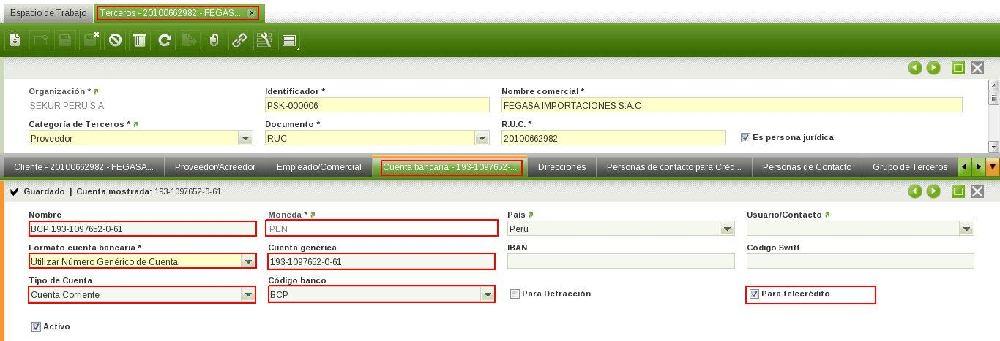 Espacio de Trabajo Terceros - 20100662982 - FEGAS... x
Organización * Identificador * Nombre comercial *
SEKUR PERU S.A. PSK-000006 FEGASA IMPORTACIONES S.A.C
Categoría de Terceros * Documento * R.U.C. *
Proveedor RUC 20100662982 Es persona jurídica
Cliente - 20100662982 - FEGASA... Proveedor/Acreedor Empleado/Comercial Cuenta bancaria - 193-1097652-... Direcciones Personas de contacto para Créd... Personas de Contacto Grupo de Terceros
Guardado | Cuenta mostrada: 193-1097652-0-61
Nombre Moneda * País Usuario/Contacto
BCP 193-1097652-0-61 PEN Perú
Formato cuenta bancaria * Cuenta genérica IBAN Código Swift
Utilizar Número Genérico de Cuenta 193-1097652-0-61
Tipo de Cuenta Código banco
Cuenta Corriente BCP Para Detracción Para telecrédito
Activo